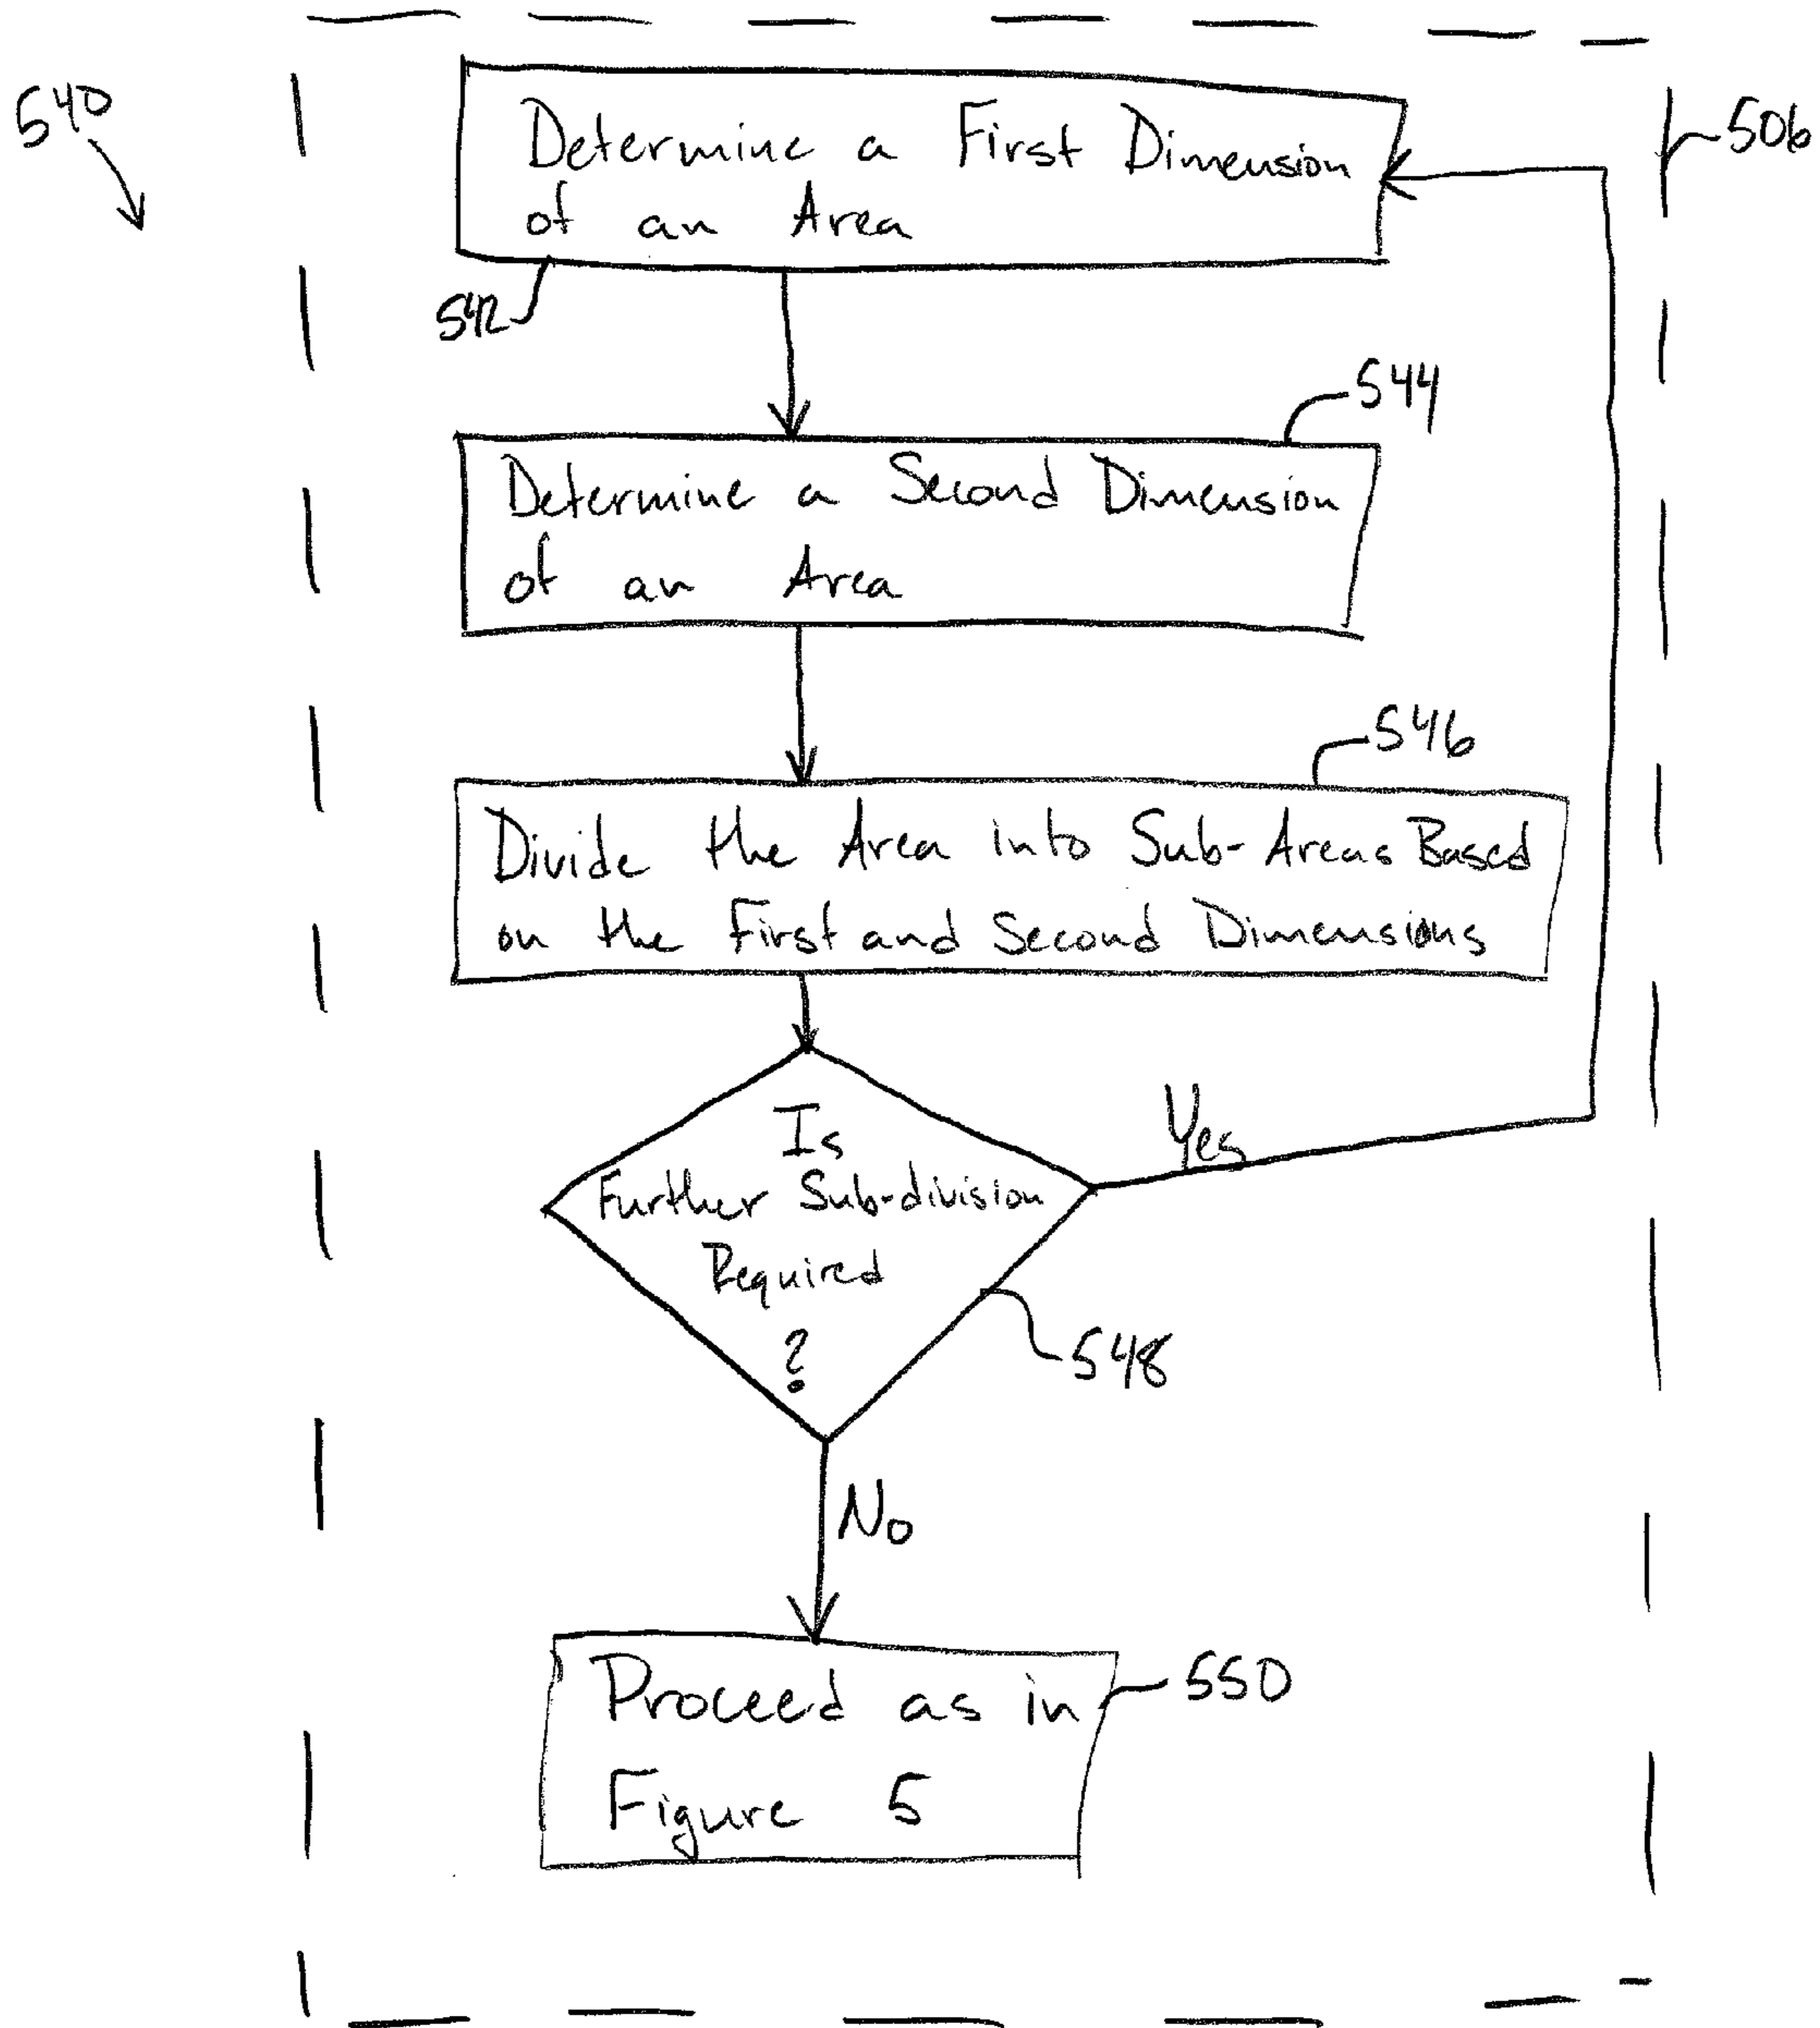 540
506
Determine a First Dimension
of an Area
542
544
Determine a Second Dimension
of an Area
546
Divide the Area into Sub-Areas Based
on the First and Second Dimensions
Is
Further Sub-division
Required
?
Yes
548
No
550
Proceed as in
Figure 5